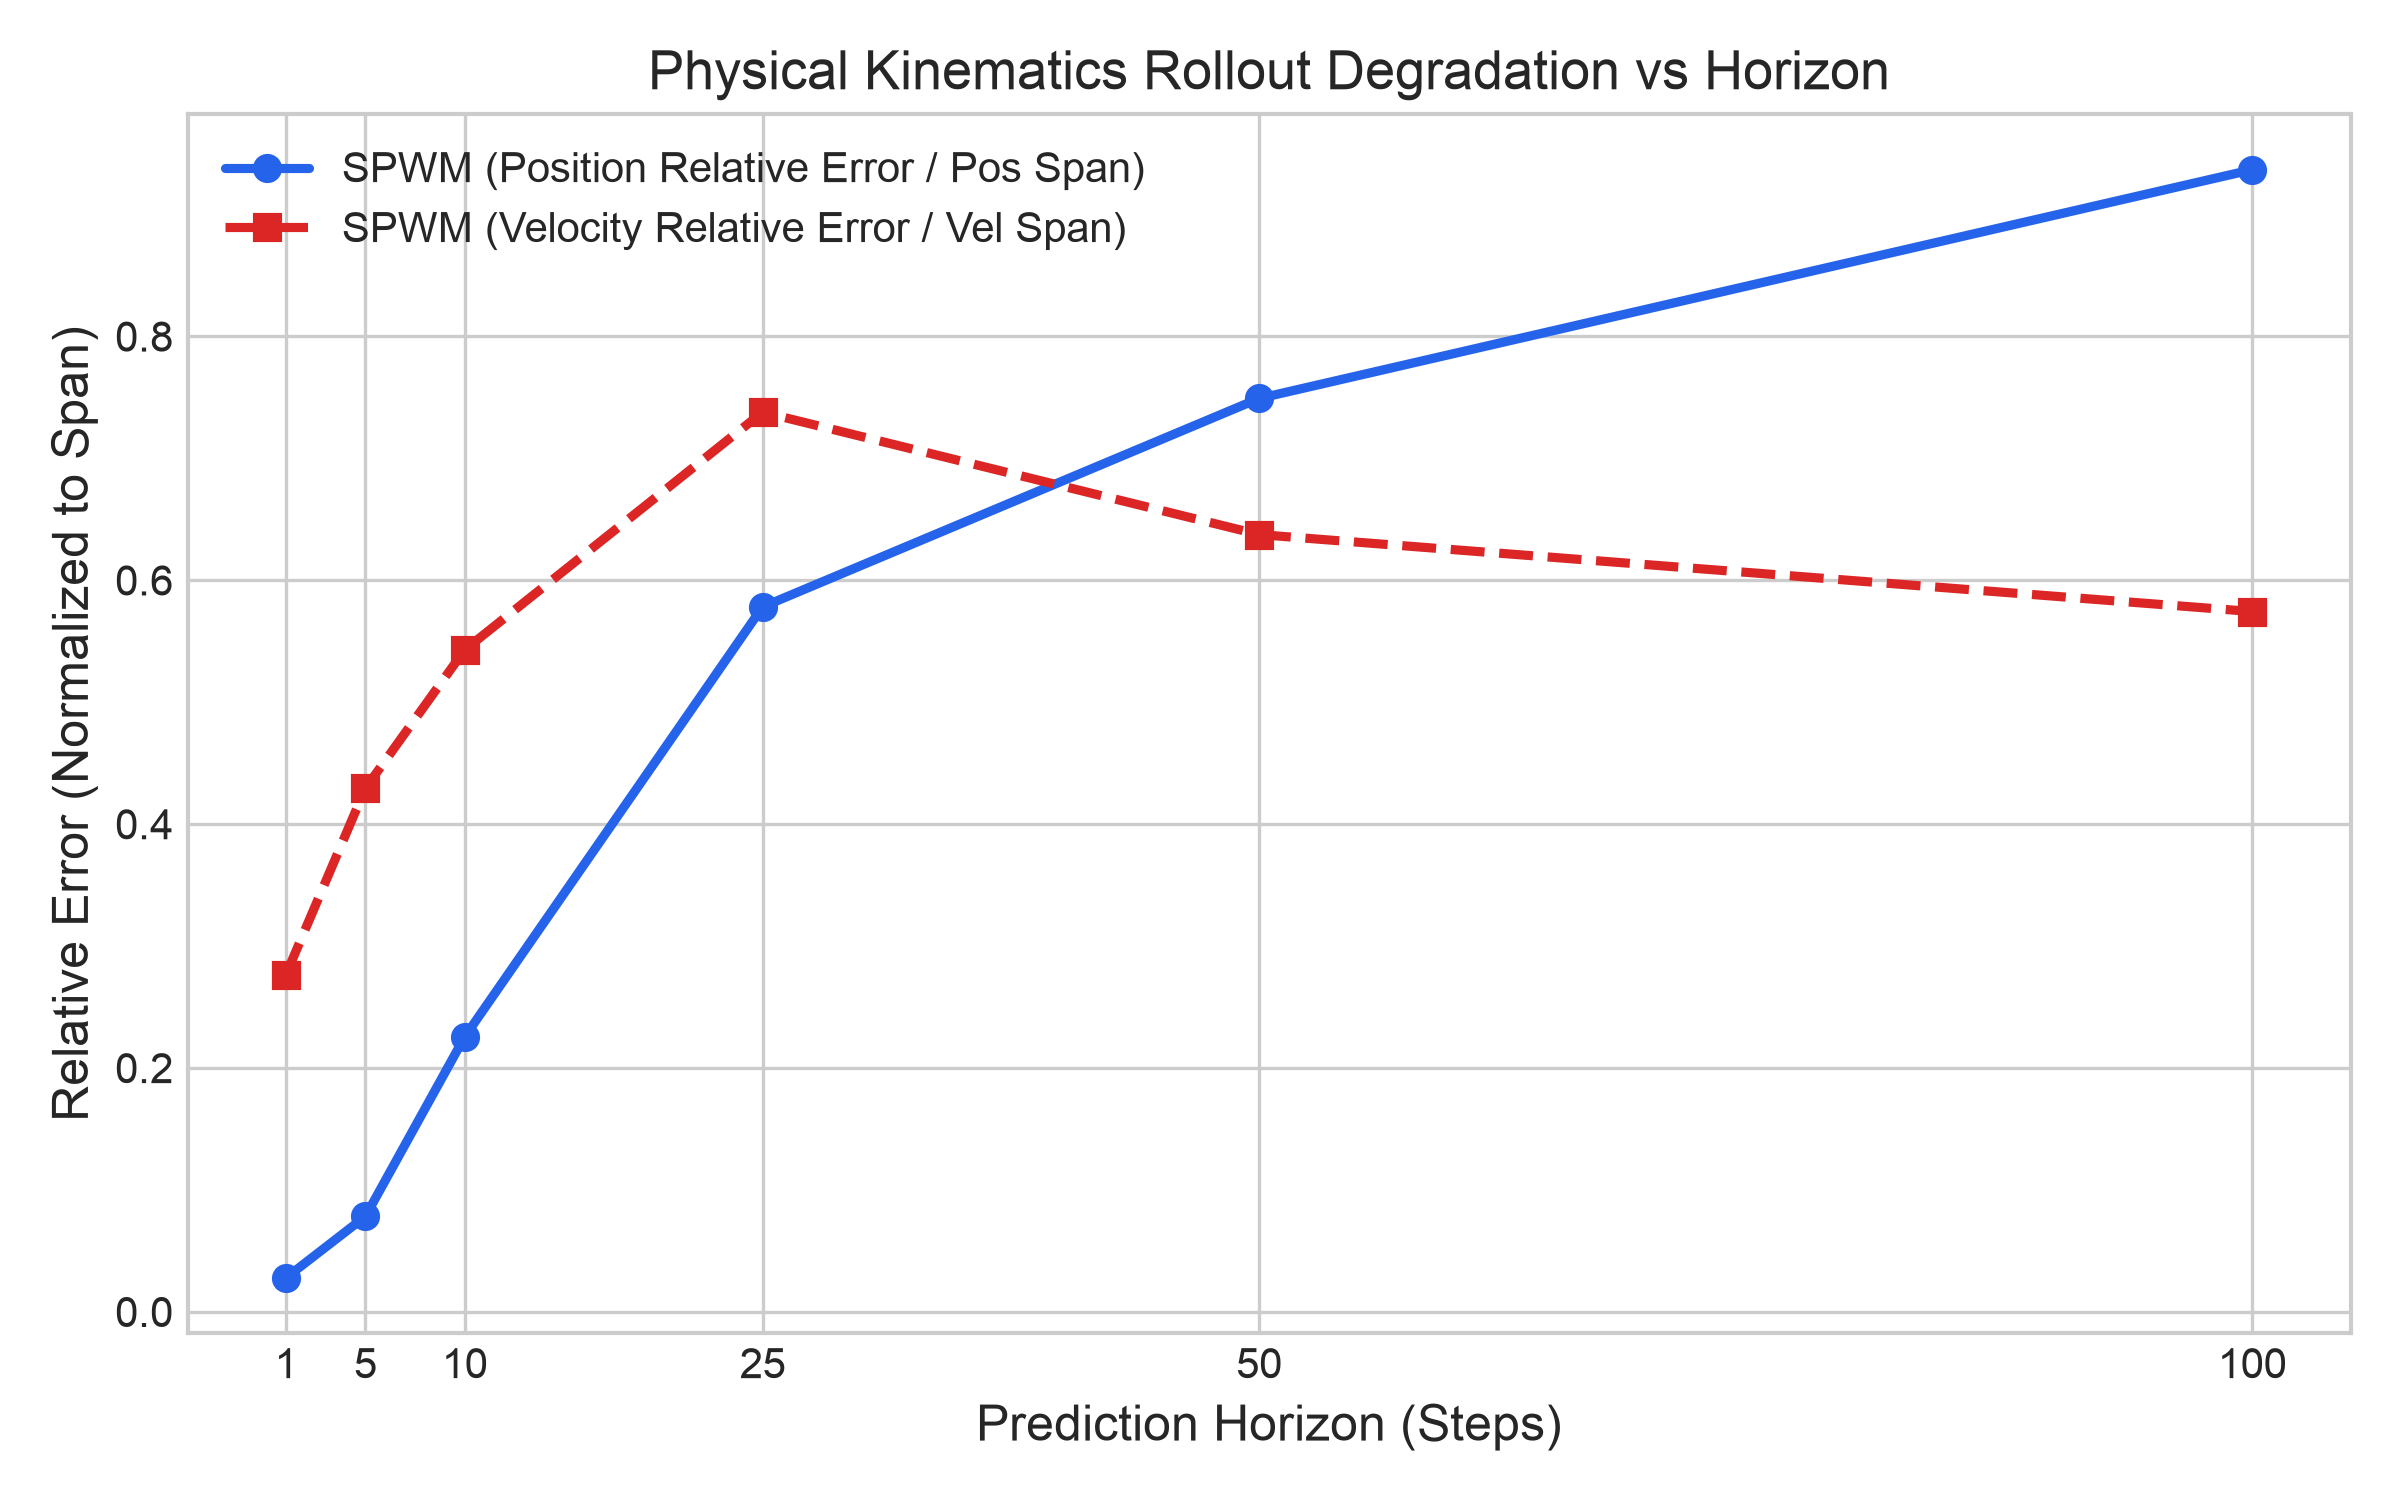 Physical Kinematics Rollout Degradation vs Horizon
SPWM (Position Relative Error / Pos Span)
SPWM (Velocity Relative Error / Vel Span)
Relative Error (Normalized to Span)
0.8
0.6
0.4
0.2
0.0
1 5 10 25 50 100
Prediction Horizon (Steps)